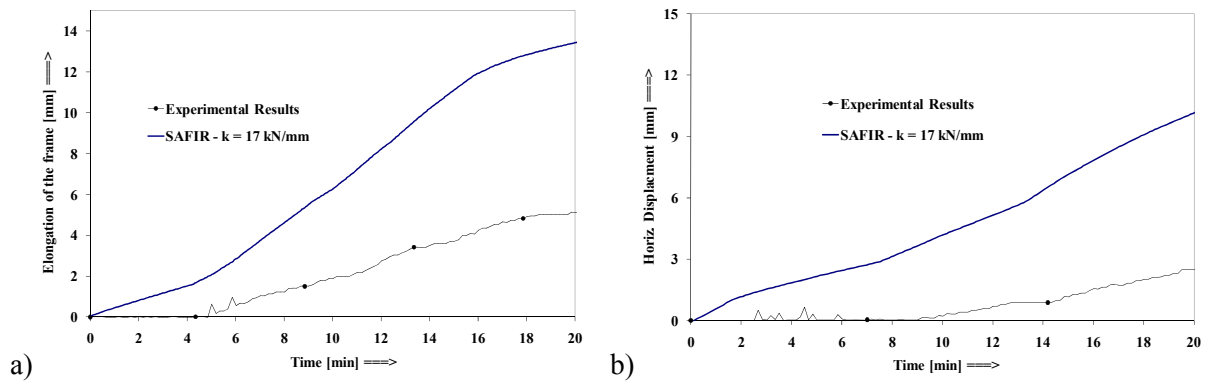 Elongation of the frame [mm] ===>
14
12
10
8
6
4
2
0
Experimental Results
SAFIR - k = 17 kN/mm
0 2 4 6 8 10 12 14 16 18 20
Time [min] ===>
a)
Horiz Displacment [mm] ===>
15
12
9
6
3
0
Experimental Results
SAFIR - k = 17 kN/mm
0 2 4 6 8 10 12 14 16 18 20
Time [min] ===>
b)